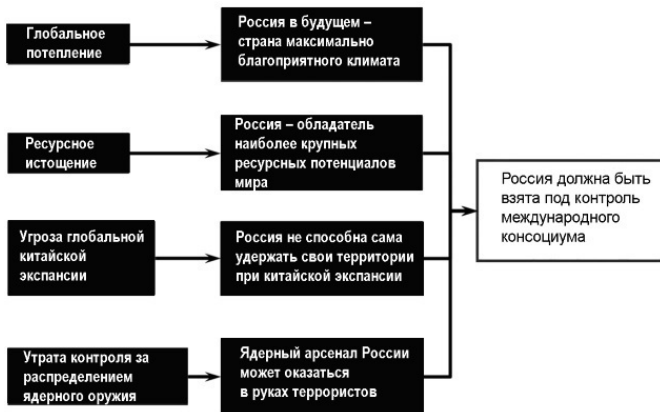 Глобальное
потепление
Россия в будущем –
страна максимально
благоприятного климата
Ресурсное
истощение
Россия – обладатель
наиболее крупных
ресурсных потенциалов
мира
Угроза глобальной
китайской
экспансии
Россия не способна сама
удержать свои территории
при китайской экспансии
Утрата контроля за
распределением
ядерного оружия
Ядерный арсенал России
может оказаться
в руках террористов
Россия должна быть
взята под контроль
международного
консоциума